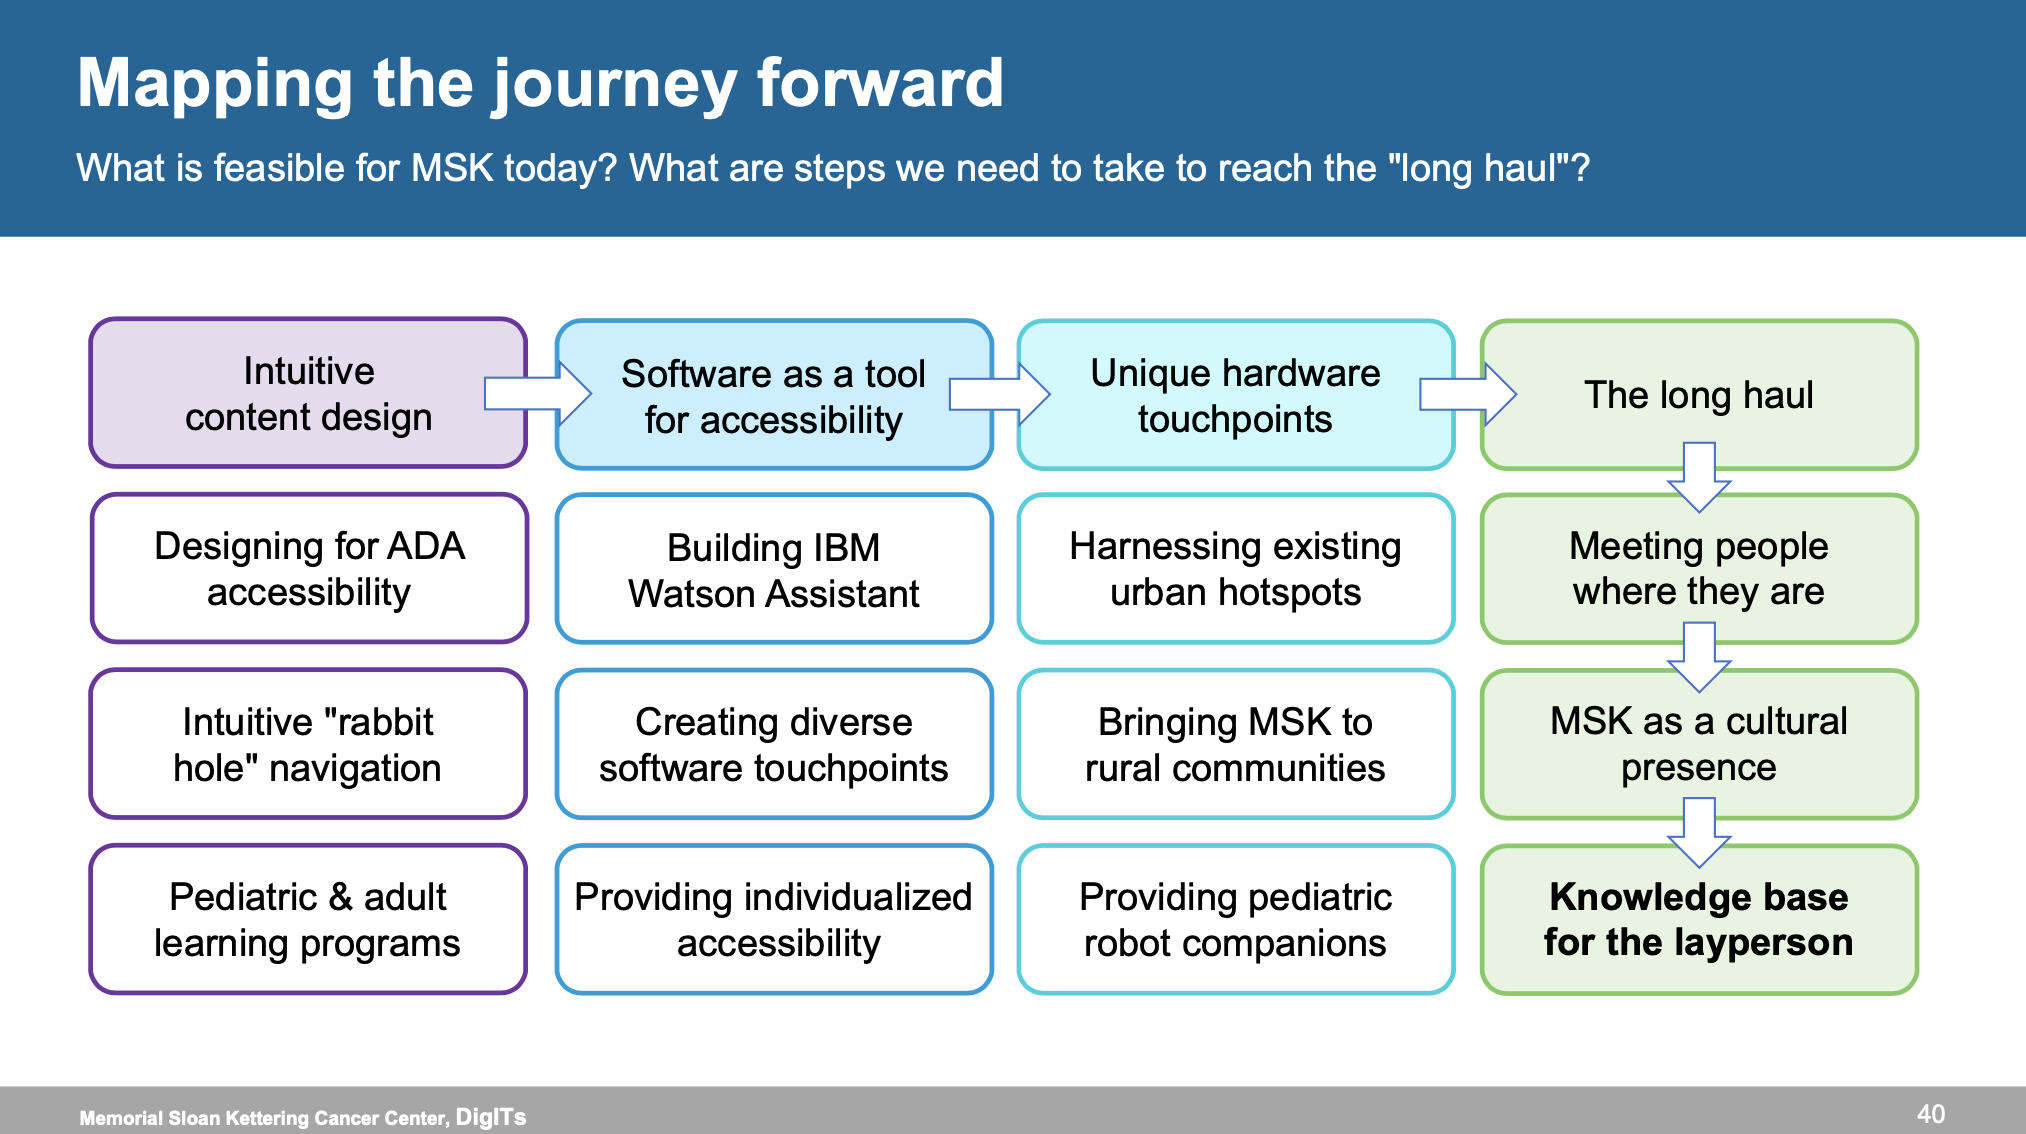 Mapping the journey forward
What is feasible for MSK today? What are steps we need to take to reach the "long haul"?
Intuitive
content design
Software as a tool
for accessibility
Unique hardware
touchpoints
The long haul
Designing for ADA
accessibility
Building IBM
Watson Assistant
Harnessing existing
urban hotspots
Meeting people
where they are
Intuitive "rabbit
hole" navigation
Creating diverse
software touchpoints
Bringing MSK to
rural communities
MSK as a cultural
presence
Pediatric & adult
learning programs
Providing individualized
accessibility
Providing pediatric
robot companions
Knowledge base
for the layperson
Memorial Sloan Kettering Cancer Center, DigITs
40